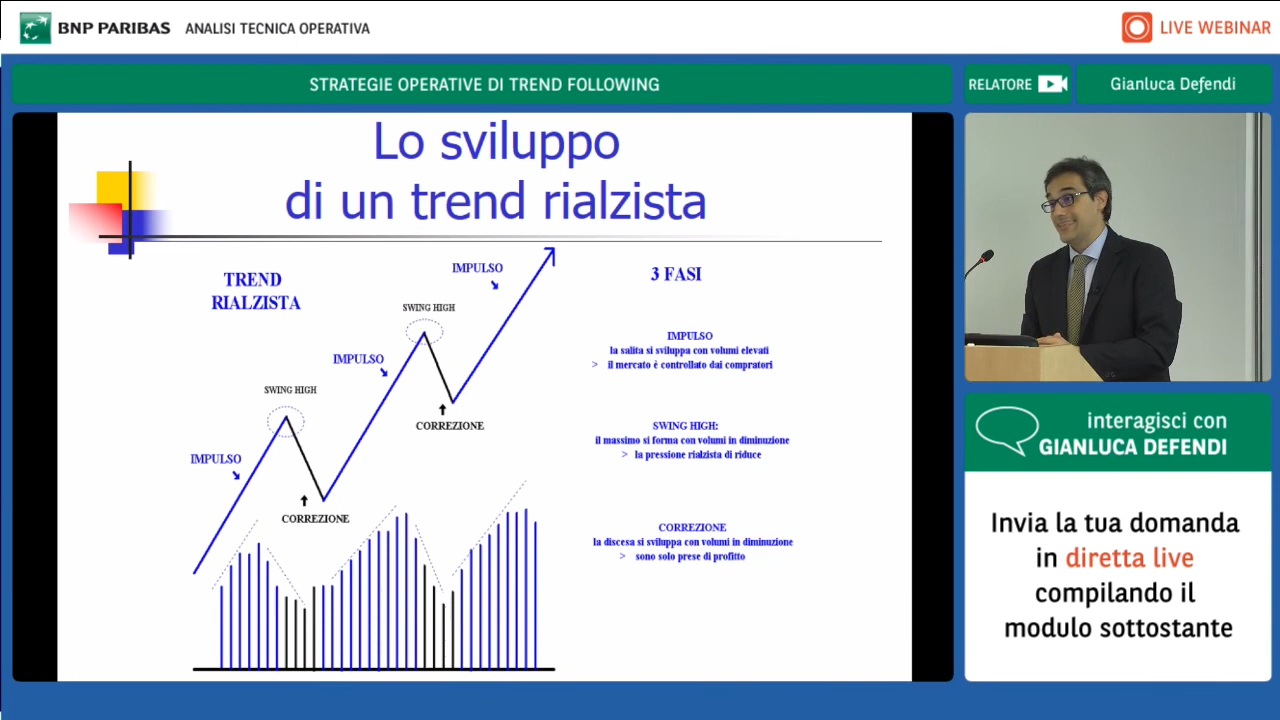 BNP PARIBAS ANALISI TECNICA OPERATIVA
LIVE WEBINAR
STRATEGIE OPERATIVE DI TREND FOLLOWING
RELATORE
Gianluca Defendi
Lo sviluppo
di un trend rialzista
TREND
RIALZISTA
IMPULSO
SWING HIGH
IMPULSO
SWING HIGH
IMPULSO
CORREZIONE
CORREZIONE
3 FASI
IMPULSO
la salita si sviluppa con volumi elevati
> il mercato è controllato dai compratori
SWING HIGH:
il massimo si forma con volumi in diminuzione
> la pressione rialzista di riduce
CORREZIONE
la discesa si sviluppa con volumi in diminuzione
> sono solo prese di profitto
interagisci con
GIANLUCA DEFENDI
Invia la tua domanda
in diretta live
compilando il
modulo sottostante